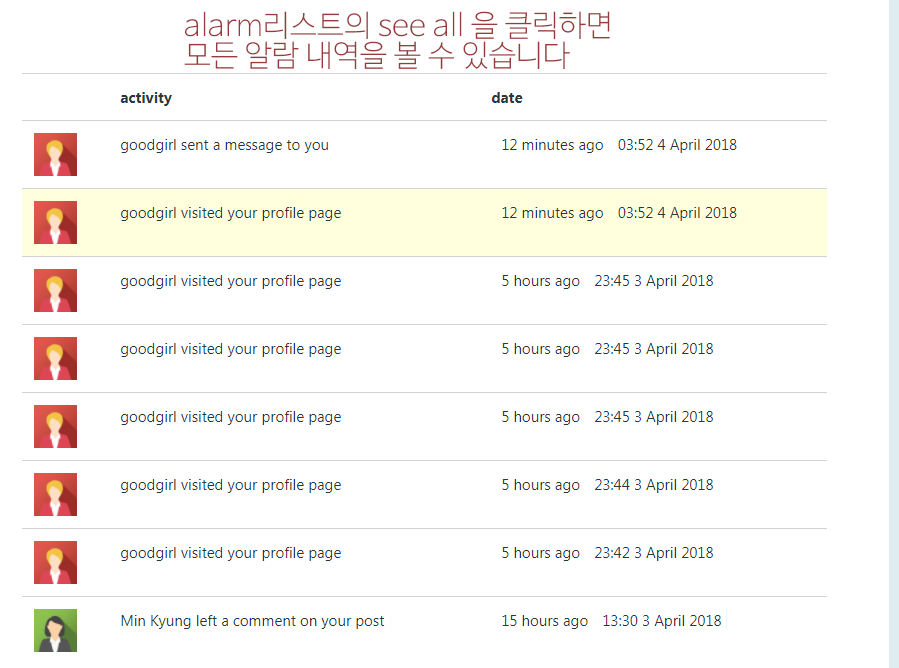 alarm리스트의 see all 을 클릭하면
모든 알람 내역을 볼 수 있습니다
activity date
goodgirl sent a message to you 12 minutes ago 03:52 4 April 2018
goodgirl visited your profile page 12 minutes ago 03:52 4 April 2018
goodgirl visited your profile page 5 hours ago 23:45 3 April 2018
goodgirl visited your profile page 5 hours ago 23:45 3 April 2018
goodgirl visited your profile page 5 hours ago 23:45 3 April 2018
goodgirl visited your profile page 5 hours ago 23:44 3 April 2018
goodgirl visited your profile page 5 hours ago 23:42 3 April 2018
Min Kyung left a comment on your post 15 hours ago 13:30 3 April 2018